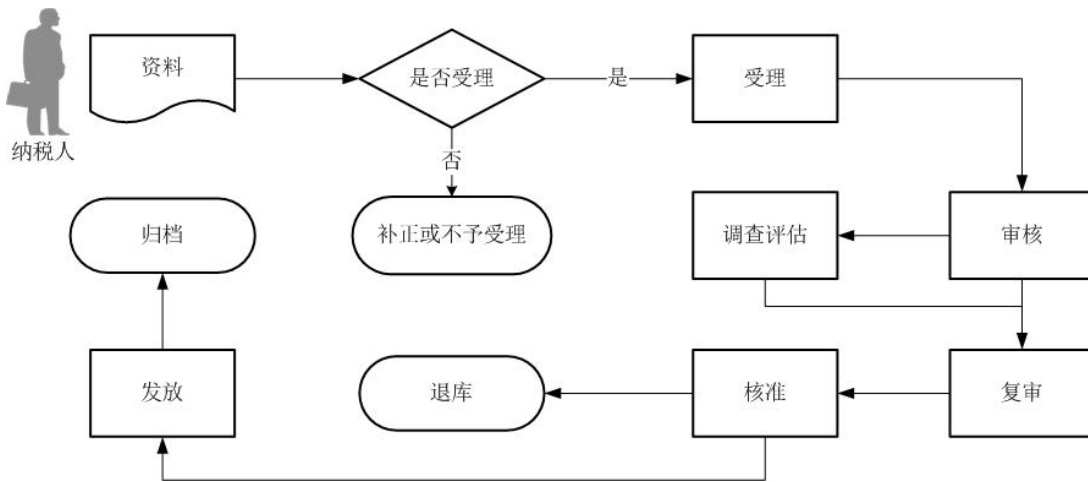 资料
是否受理
是
受理
纳税人
否
归档
补正或不予受理
调查评估
审核
发放
退库
核准
复审